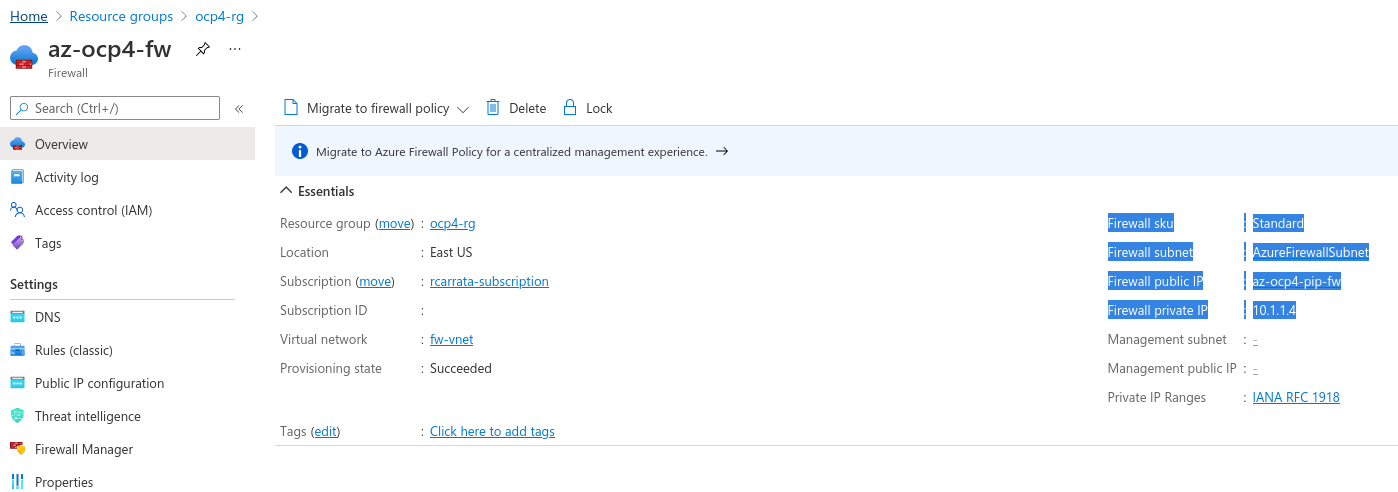 Home > Resource groups > ocp4-rg >
az-ocp4-fw ...
Firewall
Search (Ctrl+/) «
Overview
Activity log
Access control (IAM)
Tags
Settings
DNS
Rules (classic)
Public IP configuration
Threat intelligence
Firewall Manager
Properties
Migrate to firewall policy Delete Lock
Migrate to Azure Firewall Policy for a centralized management experience. →
Essentials
Resource group (move) : ocp4-rg
Location : East US
Subscription (move) : rcarrata-subscription
Subscription ID :
Virtual network : fw-vnet
Provisioning state : Succeeded
Firewall sku : Standard
Firewall subnet : AzureFirewallSubnet
Firewall public IP : az-ocp4-pip-fw
Firewall private IP : 10.1.1.4
Management subnet : -
Management public IP : -
Private IP Ranges : IANA RFC 1918
Tags (edit) : Click here to add tags